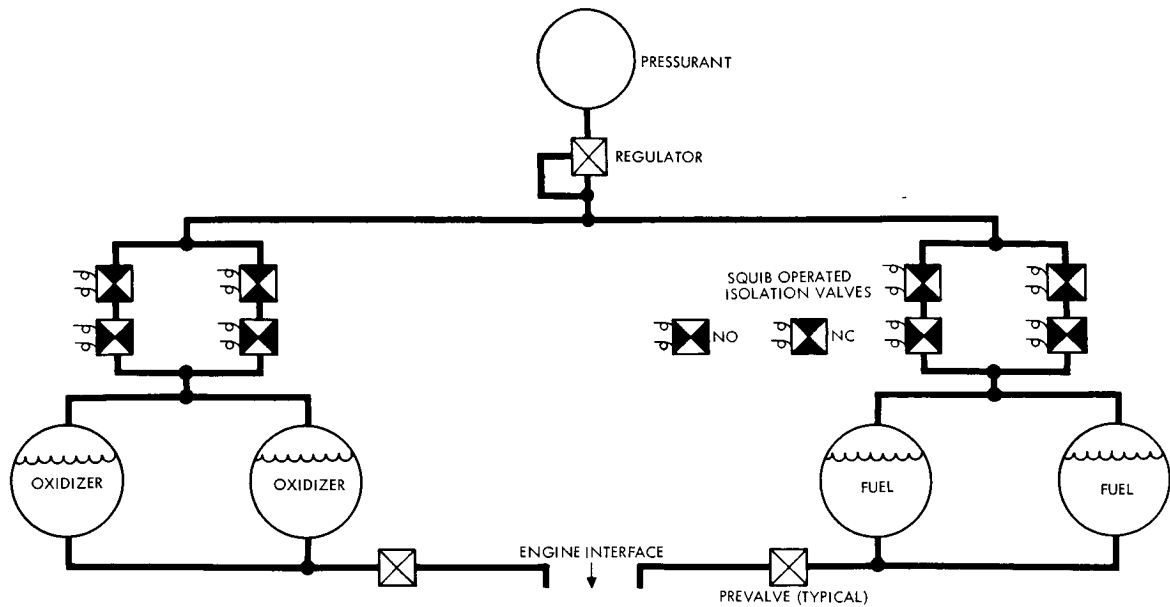 PRESSURANT
REGULATOR
SQUIB OPERATED
ISOLATION VALVES
NO
NC
OXIDIZER
OXIDIZER
FUEL
FUEL
ENGINE INTERFACE
PREVALVE (TYPICAL)